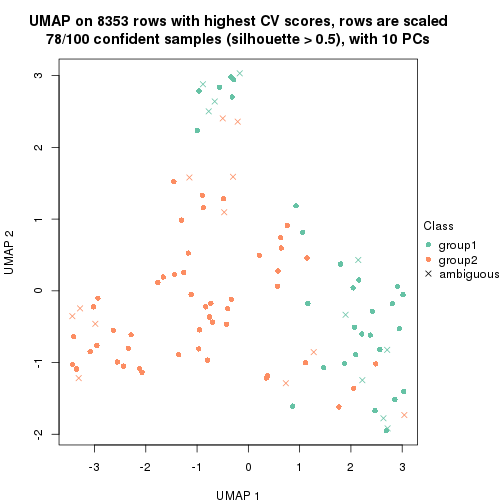 UMAP on 8353 rows with highest CV scores, rows are scaled
78/100 confident samples (silhouette > 0.5), with 10 PCs
3
2
1
0
-1
-2
UMAP 2
-3
-2
-1
0
1
2
3
UMAP 1
Class
group1
group2
ambiguous